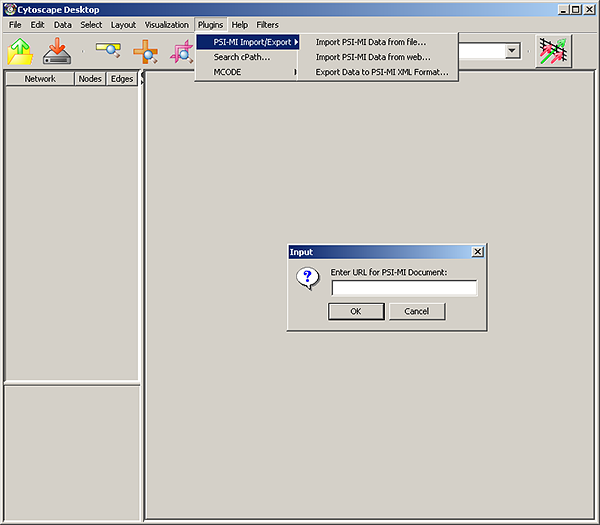 Cytoscape Desktop
File Edit Data Select Layout Visualization Plugins Help Filters
PSI-MI Import/Export
Search cPath...
MCODE
Import PSI-MI Data from file...
Import PSI-MI Data from web...
Export Data to PSI-MI XML Format...
Network Nodes Edges
Input
Enter URL for PSI-MI Document:
OK Cancel